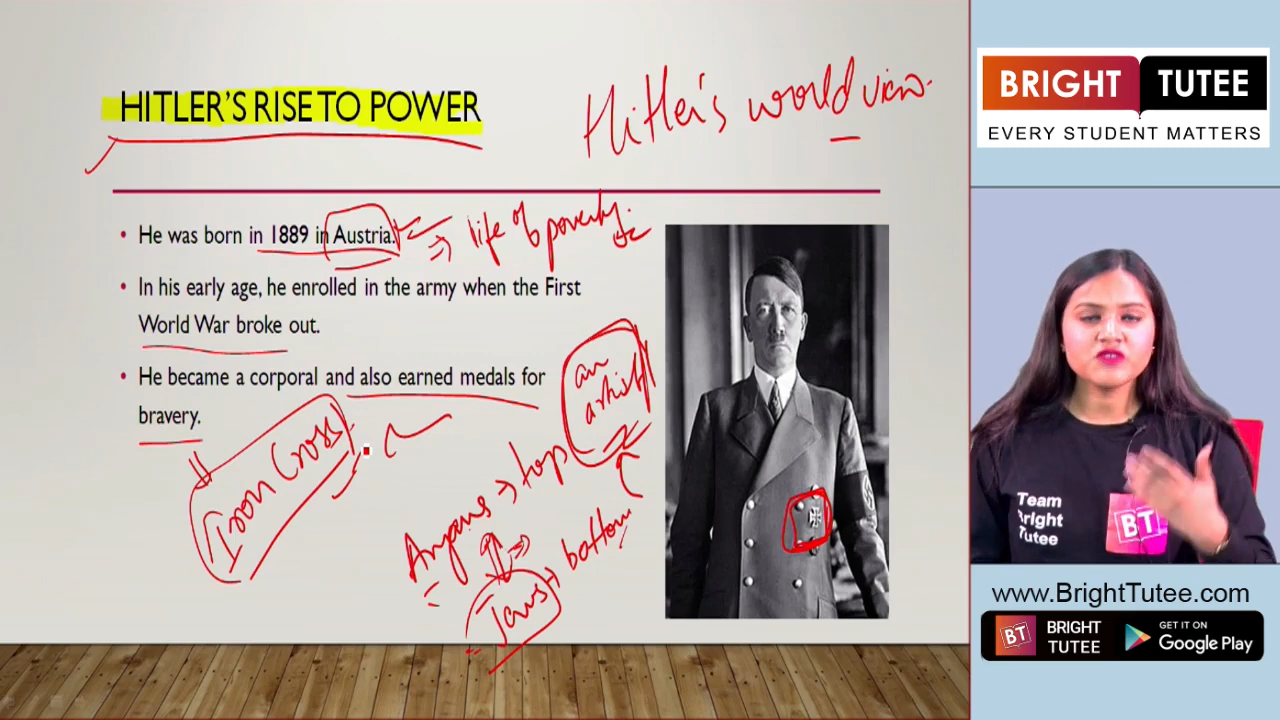 HITLER'S RISE TO POWER
Hitler's world view.
• He was born in 1889 in Austria.
⇒ life of poverty.
• In his early age, he enrolled in the army when the First
World War broke out.
• He became a corporal and also earned medals for
bravery.
Iron Cross
an
artist
Aryans → top
Jews → bottom
BRIGHT TUTEE
EVERY STUDENT MATTERS
Team
Bright
Tutee
BT
www.BrightTutee.com
BT
BRIGHT
TUTEE
GET IT ON
Google Play